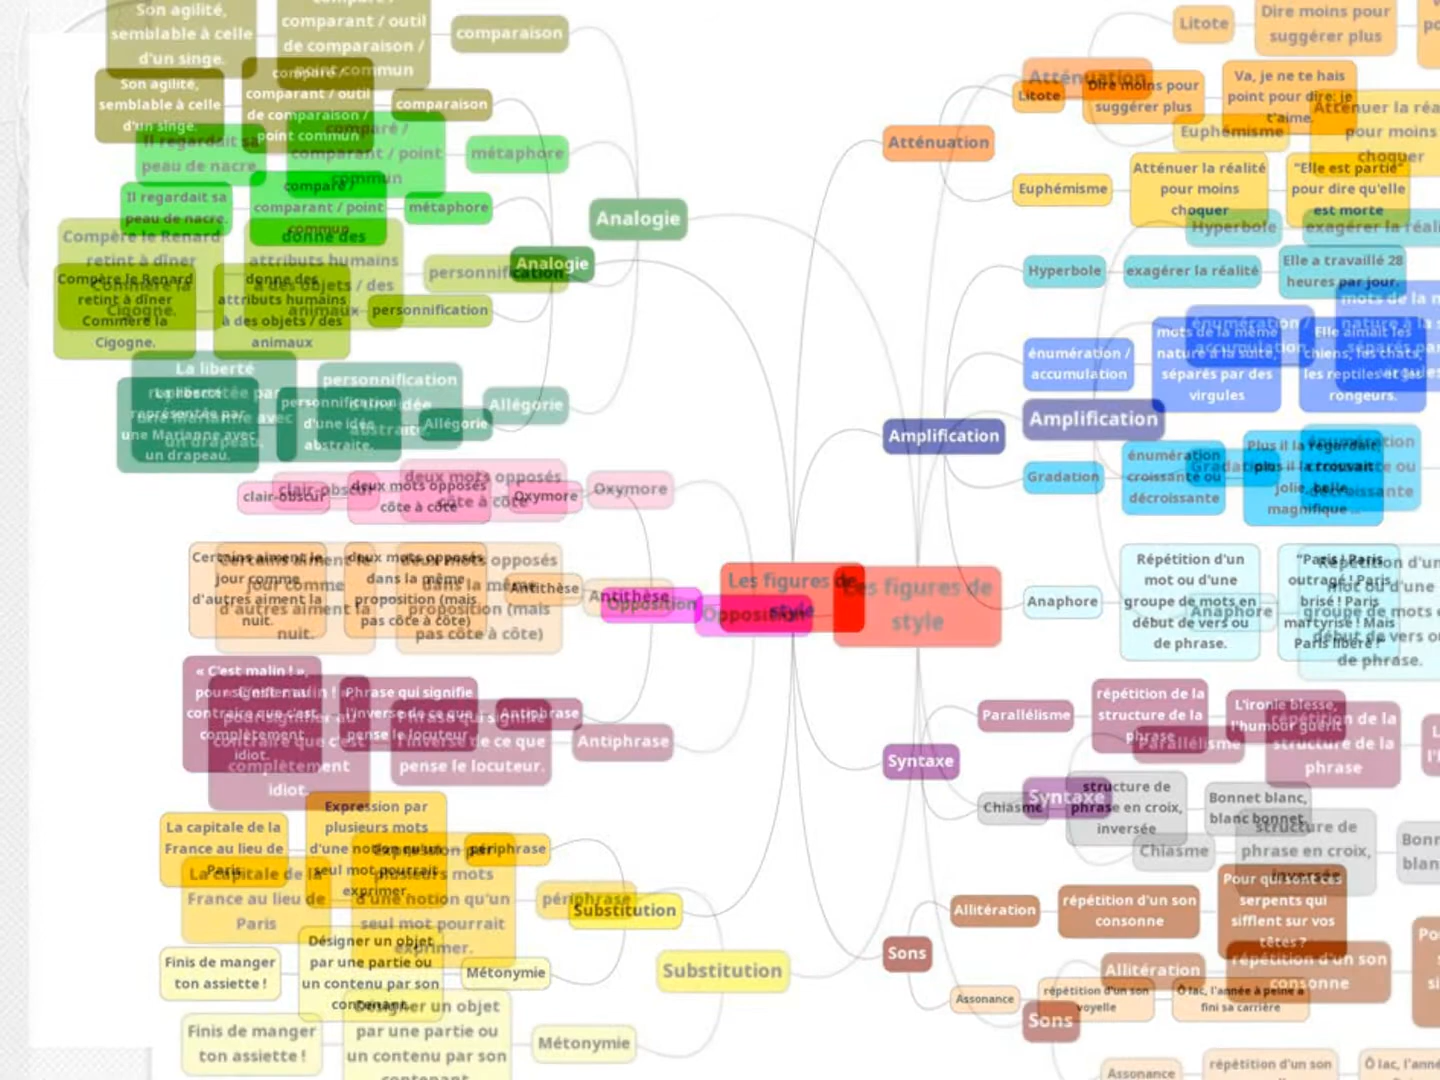 Les figures de
style
Analogie
comparaison
comparé /
comparant / outil
de comparaison /
point commun
Son agilité,
semblable à celle
d'un singe.
métaphore
comparé /
comparant / point
commun
Il regardait sa
peau de nacre.
personnification
donne des
attributs humains
à des objets / des
animaux
Compère le Renard
retint à dîner
Commère la
Cigogne.
Allégorie
personnification
d'une idée
abstraite.
La liberté
représentée par
une Marianne avec
un drapeau.
Opposition
Oxymore
deux mots opposés
côte à côte
clair-obscur
Antithèse
deux mots opposés
dans la même
proposition (mais
pas côte à côte)
Certains aiment le
jour comme
d'autres aiment la
nuit.
Antiphrase
Phrase qui signifie
l'inverse de ce que
pense le locuteur.
« C'est malin ! »,
pour signifier au
contraire que c'est
complètement
idiot.
Substitution
périphrase
Expression par
plusieurs mots
d'une notion qu'un
seul mot pourrait
exprimer.
La capitale de la
France au lieu de
Paris
Métonymie
Désigner un objet
par une partie ou
un contenu par son
contenant.
Finis de manger
ton assiette !
Atténuation
Litote
Dire moins pour
suggérer plus
Va, je ne te hais
point pour dire: je
t'aime.
Euphémisme
Atténuer la réalité
pour moins
choquer
"Elle est partie"
pour dire qu'elle
est morte
Amplification
Hyperbole
exagérer la réalité
Elle a travaillé 28
heures par jour.
énumération /
accumulation
mots de la même
nature à la suite,
séparés par des
virgules
Elle aimait les
chiens, les chats,
les reptiles et les
rongeurs.
Gradation
énumération
croissante ou
décroissante
Plus il la regardait,
plus il la trouvait
jolie, belle,
magnifique ..
Anaphore
Répétition d'un
mot ou d'une
groupe de mots en
début de vers ou
de phrase.
"Paris ! Paris
outragé ! Paris
brisé ! Paris
martyrisé ! Mais
Paris libéré !"
Syntaxe
Parallélisme
répétition de la
structure de la
phrase
L'ironie blesse,
l'humour guérit
Chiasme
structure de
phrase en croix,
inversée
Bonnet blanc,
blanc bonnet
Sons
Allitération
répétition d'un son
consonne
Pour qui sont ces
serpents qui
sifflent sur vos
têtes ?
Assonance
répétition d'un son
voyelle
Ô lac, l'année à peine a
fini sa carrière